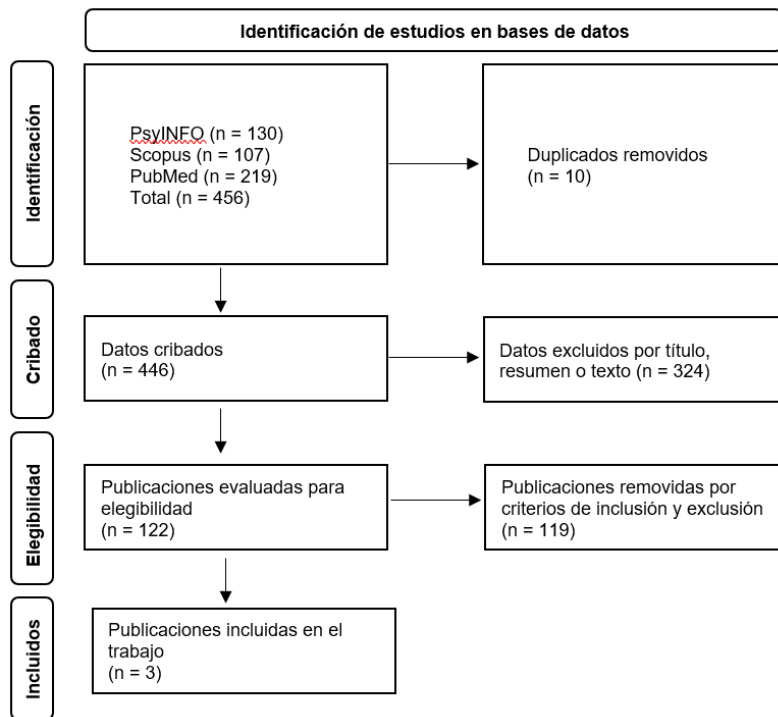 Identificación de estudios en bases de datos
Identificación
PsyINFO (n = 130)
Scopus (n = 107)
PubMed (n = 219)
Total (n = 456)
Duplicados removidos
(n = 10)
Cribado
Datos cribados
(n = 446)
Datos excluidos por título,
resumen o texto (n = 324)
Elegibilidad
Publicaciones evaluadas para
elegibilidad
(n = 122)
Publicaciones removidas por
criterios de inclusión y exclusión
(n = 119)
Incluidos
Publicaciones incluidas en el
trabajo
(n = 3)